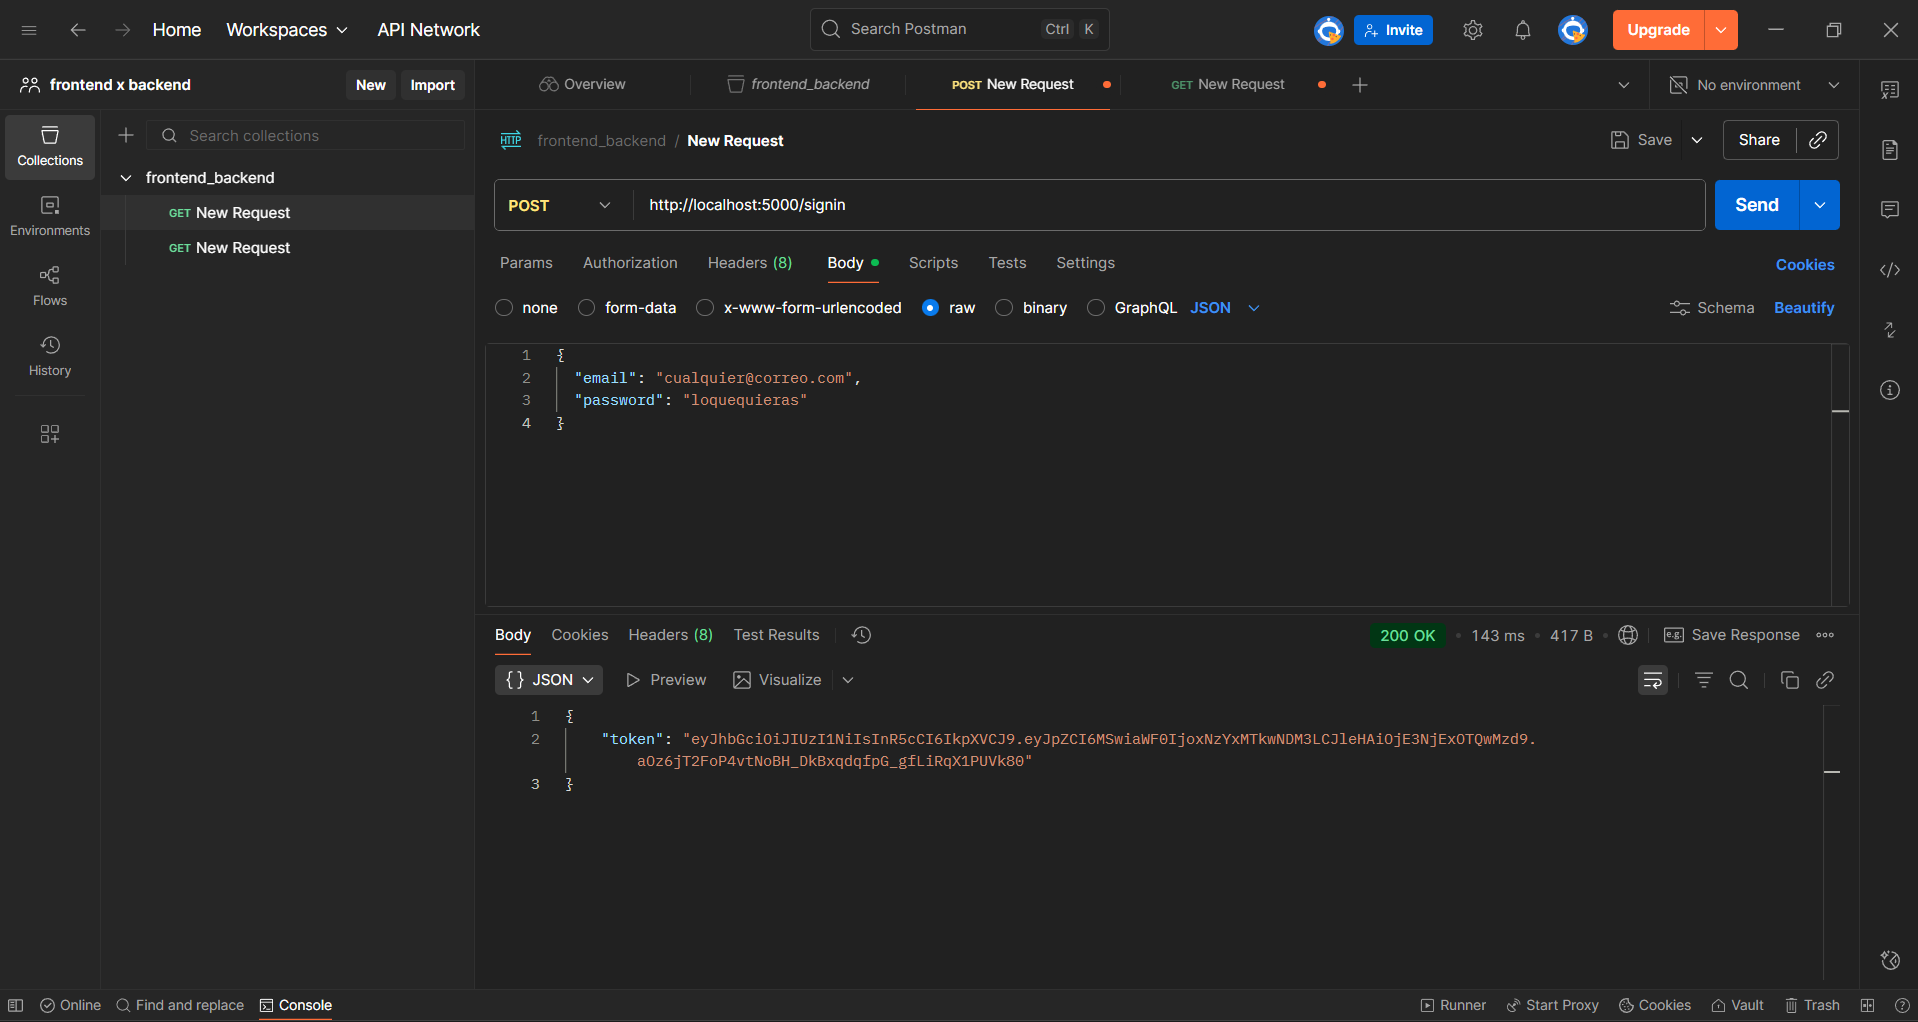 Home Workspaces API Network Search Postman Ctrl K Invite Upgrade
frontend x backend New Import Overview frontend_backend POST New Request GET New Request No environment
Collections
Environments
Flows
History
Search collections
frontend_backend
GET New Request
GET New Request
HTTP frontend_backend / New Request Save Share
POST http://localhost:5000/signin Send
Params Authorization Headers (8) Body Scripts Tests Settings Cookies
none form-data x-www-form-urlencoded raw binary GraphQL JSON Schema Beautify
1 {
2 "email": "cualquier@correo.com",
3 "password": "loquequieras"
4 }
Body Cookies Headers (8) Test Results 200 OK 143 ms 417 B e.g. Save Response
{} JSON Preview Visualize
1 {
2 "token": "eyJhbGciOiJIUzI1NiIsInR5cCI6IkpXVCJ9.eyJpZCI6MSwiaWF0IjoxNzYxMTkwNDM3LCJleHAiOjE3NjExOTQwMzd9.
aOz6jT2FoP4vtNoBH_DkBxqdqfpG_gfLiRqX1PUVk80"
3 }
Online Find and replace Console Runner Start Proxy Cookies Vault Trash